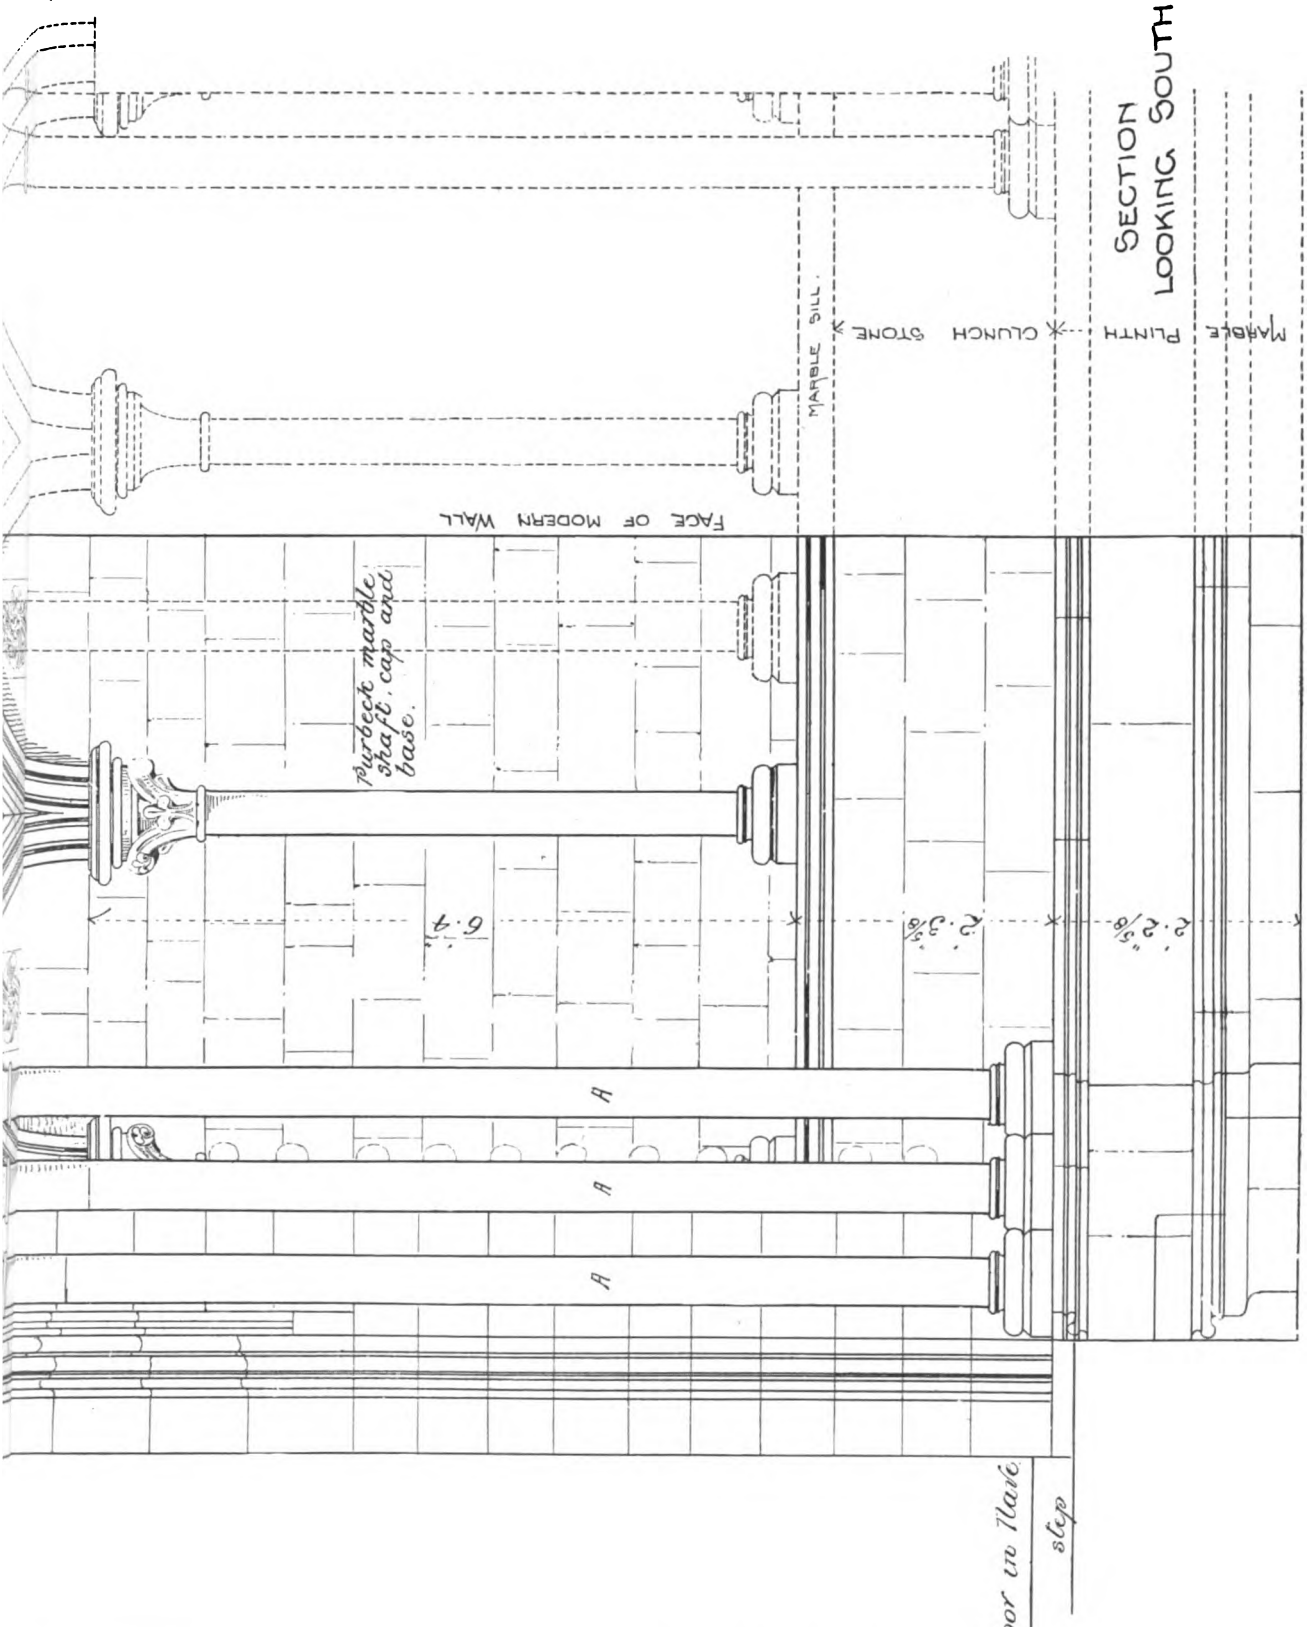 SECTION
LOOKING SOUTH
MARBLE SILL.
CLUNCH STONE
MARBLE PLINTH
FACE OF MODERN WALL
Purbeck marble
shaft. cap and
base.
6'.4"
2'.3⅝"
2'.2⅝"
A
A
A
oor in Nave
step